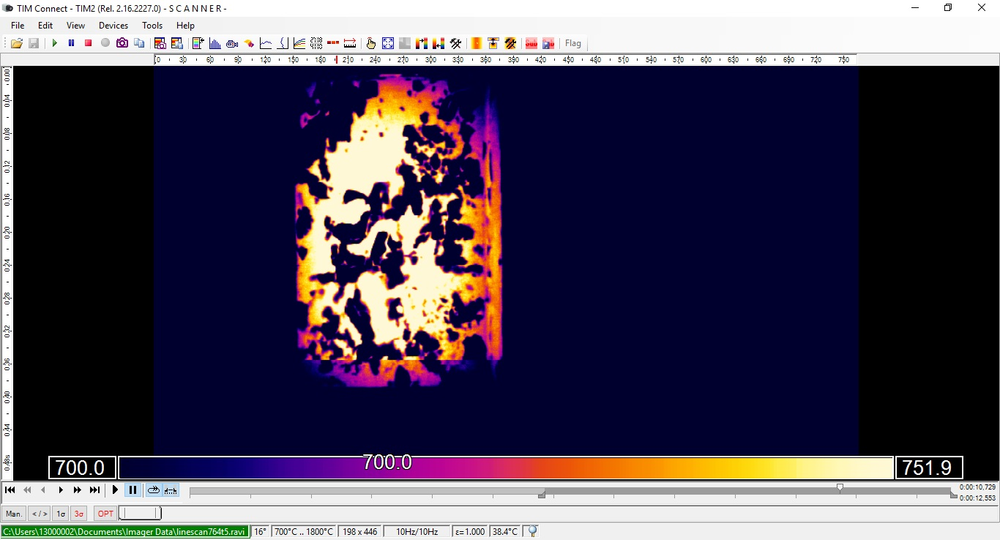 TIM Connect - TIM2 (Rel. 2.16.2227.0) - S C A N N E R -
File Edit View Devices Tools Help
Flag
0 30 60 90 120 150 180 210 240 270 300 330 360 390 420 450 480 510 540 570 600 630 660 690 720 750
0.00
0.04
0.08
0.12
0.16
0.20
0.24
0.28
0.32
0.36
0.40
0.44
0.48s
700.0 700.0 751.9
0:00:10,729
0:00:12,553
Man. < / > 1σ 3σ OPT
C:\Users\13000002\Documents\Imager Data\linescan764t5.ravi 16° 700°C .. 1800°C 198 x 446 10Hz/10Hz ε=1.000 38.4°C